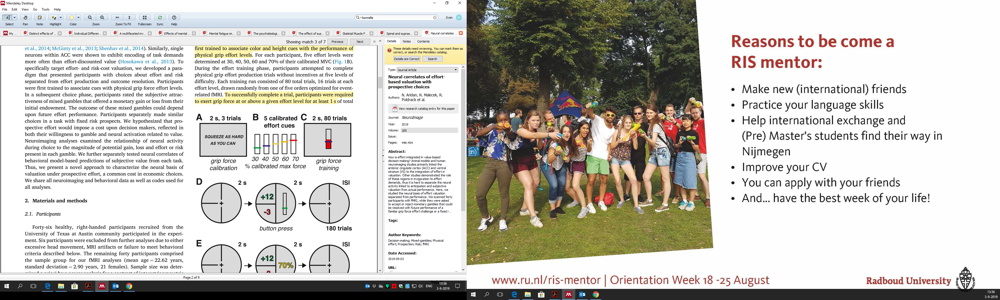 Mendeley Desktop
File Edit View Go Tools Help
bonnelle
Sven
SV
Select Pan Note Highlight Color Zoom Zoom To Fit Fullscreen Sync Help
My ... Distinct effects of ... Individual Differen... A multifaceted inv... Effects of mental ... Mental fatigue im... The psychobiologi... The effect of sus... Skeletal Muscle F... Spinal and supras... Neural correlates ...
Showing match 3 of 7 Previous Next
et al., 2014; McGinty et al., 2013; Shenhav et al., 2014). Similarly, single
neurons within ACC were shown to exhibit encoding of task demands
more often than effort-discounted value (Hosokawa et al., 2013). To
specifically target effort- and risk-cost valuation, we developed a para-
digm that presented participants with choices about effort and risk
separated from effort production and outcome resolution. Participants
were first trained to associate cues with physical grip force effort levels.
In a subsequent choice phase, participants rated the subjective attrac-
tiveness of mixed gambles that offered a monetary gain or loss from their
initial endowment. The outcome of these mixed gambles could depend
upon future effort performance. Participants separately made similar
choices in a task with fixed risk prospects. We hypothesized that pro-
spective effort would impose a cost upon decision makers, reflected in
both their willingness to gamble and neural activation related to value.
Neuroimaging analyses examined the relationship of neural activity
during choice to the magnitude of potential gain, loss and effort or risk
present in each gamble. We further separately tested neural correlates of
behavioral model-based predictions of subjective value from each task.
Thus, we present a novel approach to characterize the neural basis of
valuation under prospective effort, a common cost in economic choices.
We share all neuroimaging and behavioral data as well as codes used for
all analyses.
2. Materials and methods
2.1. Participants
Forty-six healthy, right-handed participants recruited from the
University of Texas at Austin community participated in the experi-
ment. Six participants were excluded from further analyses due to either
excessive head movement, MRI artifacts or failure to meet behavioral
criteria described below. The remaining forty participants comprised
the sample group for our fMRI analyses (mean age = 22.62 years,
standard deviation = 2.90 years, 21 females). Sample size was deter-
first trained to associate color and height cues with the performance of
physical grip effort levels. For each participant, five effort levels were
determined at 30, 40, 50, 60 and 70% of their calibrated MVC (Fig. 1B).
During the effort training phase, participants attempted to complete
physical grip effort production trials without incentives at five levels of
difficulty. Each training run consisted of 80 total trials, 16 trials at each
effort level, drawn randomly from one of five orders optimized for event-
related fMRI. To successfully complete a trial, participants were required
to exert grip force at or above a given effort level for at least 1 s of total
A 2 s, 3 trials
SQUEEZE AS HARD
AS YOU CAN
grip force
calibration
B 5 calibrated
effort cues
30 40 50 60 70
% calibrated max force
C 2 s, 80 trials
grip force
training
D 2 s 2 s ISI
+12
-3
button press
180 trials
E 2 s 2 s ISI
+12
70%
Page 2 of 9
Details Notes Contents
These details need reviewing. You can mark them as
correct, or search the Mendeley catalog.
Details are Correct Search
Type: Journal Article
Neural correlates of effort-
based valuation with
prospective choices
Authors: N. Aridan, N. Malecek, R.
Poldrack et al.
View research catalog entry for this paper
Journal: NeuroImage
Year: 2019
Volume: 185
Issue:
Pages: 446-454
Abstract:
How is effort integrated in value-based
decision-making? Animal models and human
neuroimaging studies primarily linked the
anterior cingulate cortex (ACC) and ventral
striatum (VS) to the integration of effort in
valuation. Other studies demonstrated the role
of these regions in invigoration to effort
demands, thus it is hard to separate the neural
activity linked to anticipation and subjective
valuation from actual performance. Here, we
studied the neural basis of effort valuation
separated from performance. We scanned forty
participants with fMRI, while they were asked
to accept or reject monetary gambles that could
be resolved with future performance of a
familiar grip force effort challenge or a fixed r...
Tags:
Author Keywords:
Decision-making; Mixed-gambles; Physical
effort; Prospection; Risk; fMRI
Date Accessed:
2019-09-03
URL:
ENG
13:36
3-9-2019
Red Bull
Reasons to be come a
RIS mentor:
• Make new (international) friends
• Practice your language skills
• Help international exchange and
(Pre) Master's students find their way in
Nijmegen
• Improve your CV
• You can apply with your friends
• And... have the best week of your life!
www.ru.nl/ris-mentor | Orientation Week 18 -25 August
Radboud University
13:36
3-9-2019